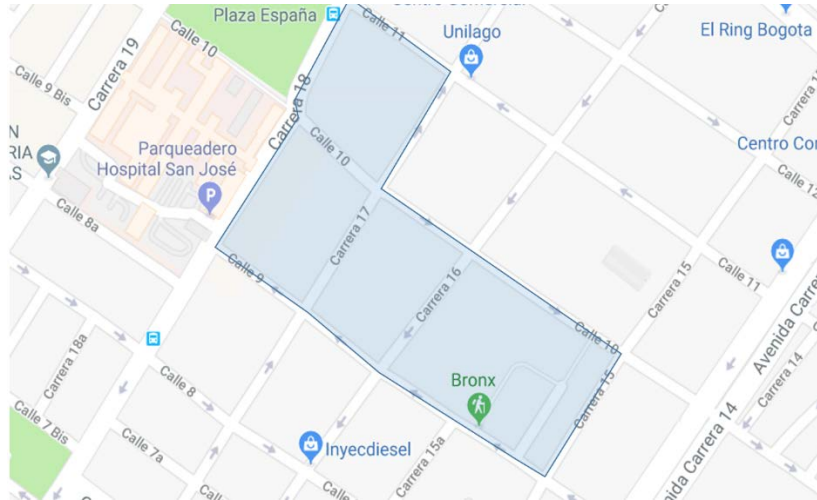 Plaza España
Calle 11
Unilago
El Ring Bogota
Calle 10
Calle 9 Bis
Carrera 19
Carrera 18
Parqueadero
Hospital San José
P
N
RIA
S
Calle 10
Centro Con
Calle 12
Calle 8a
Carrera 17
Calle 9
Carrera 16
Carrera 15
Calle 11
Avenida Carrera
Calle 10
Carrera 14
Carrera 18a
Calle 8
Bronx
Carrera 15
Avenida Carrera 14
Calle 7 Bis
Calle 7a
Inyecdiesel
Carrera 15a